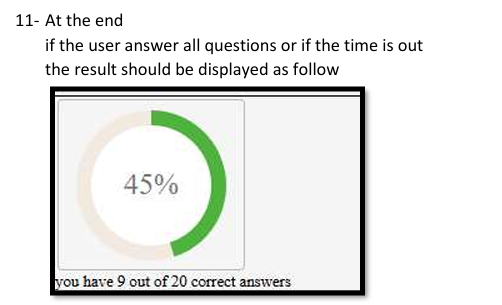 11- At the end
if the user answer all questions or if the time is out
the result should be displayed as follow
45%
you have 9 out of 20 correct answers